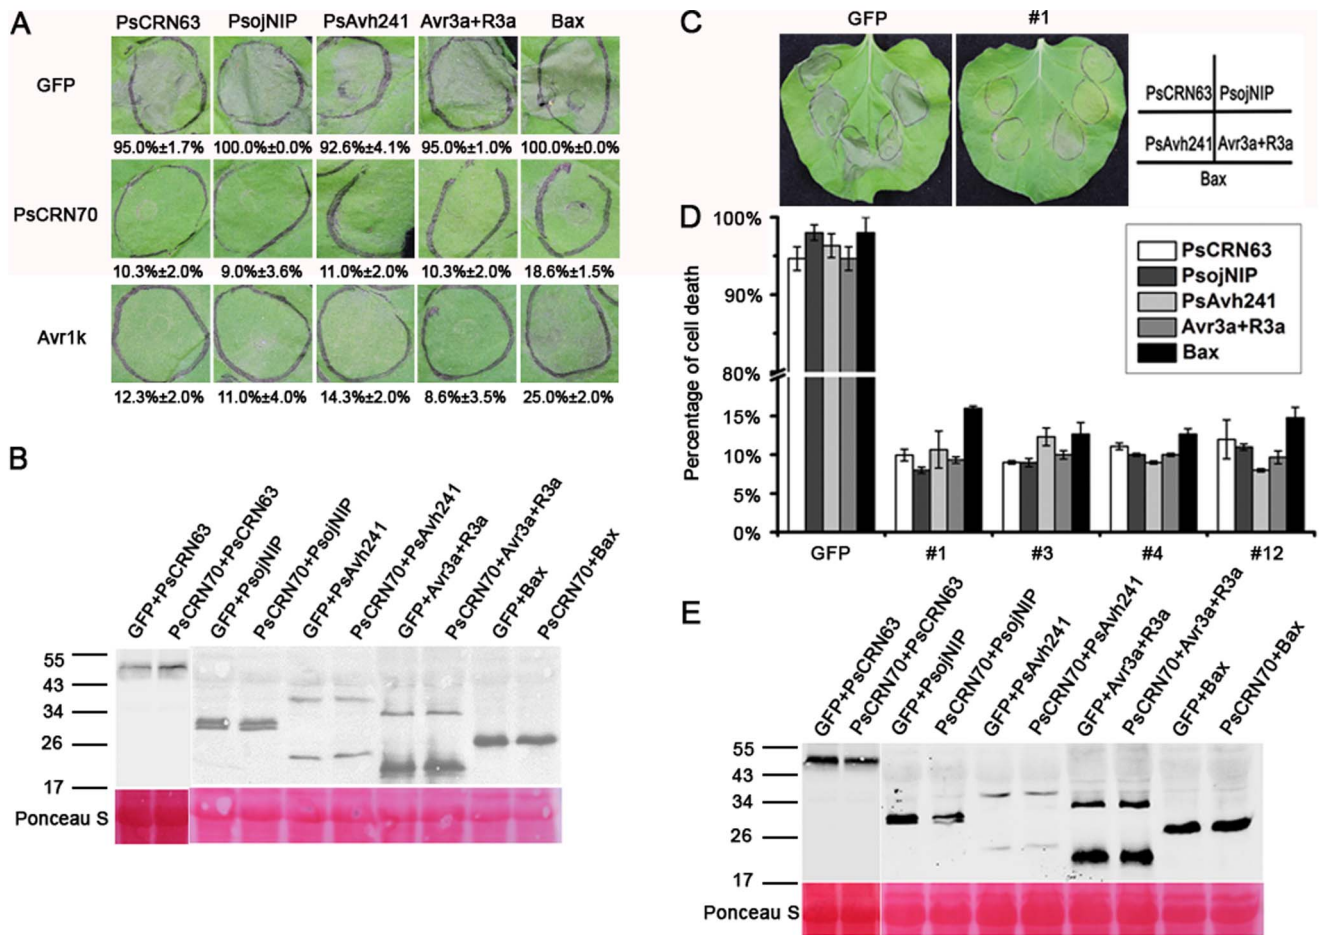 A
PsCRN63 PsojNIP PsAvh241 Avr3a+R3a Bax
GFP
95.0%±1.7% 100.0%±0.0% 92.6%±4.1% 95.0%±1.0% 100.0%±0.0%
PsCRN70
10.3%±2.0% 9.0%±3.6% 11.0%±2.0% 10.3%±2.0% 18.6%±1.5%
Avr1k
12.3%±2.0% 11.0%±4.0% 14.3%±2.0% 8.6%±3.5% 25.0%±2.0%
B
GFP+PsCRN63
PsCRN70+PsCRN63
GFP+PsojNIP
PsCRN70+PsojNIP
GFP+PsAvh241
PsCRN70+PsAvh241
GFP+Avr3a+R3a
PsCRN70+Avr3a+R3a
GFP+Bax
PsCRN70+Bax
55
43
34
26
17
Ponceau S
C
GFP #1
PsCRN63 PsojNIP
PsAvh241 Avr3a+R3a
Bax
D
Percentage of cell death
100%
90%
80%
15%
10%
5%
0%
PsCRN63
PsojNIP
PsAvh241
Avr3a+R3a
Bax
GFP #1 #3 #4 #12
E
GFP+PsCRN63
PsCRN70+PsCRN63
GFP+PsojNIP
PsCRN70+PsojNIP
GFP+PsAvh241
PsCRN70+PsAvh241
GFP+Avr3a+R3a
PsCRN70+Avr3a+R3a
GFP+Bax
PsCRN70+Bax
55
43
34
26
17
Ponceau S